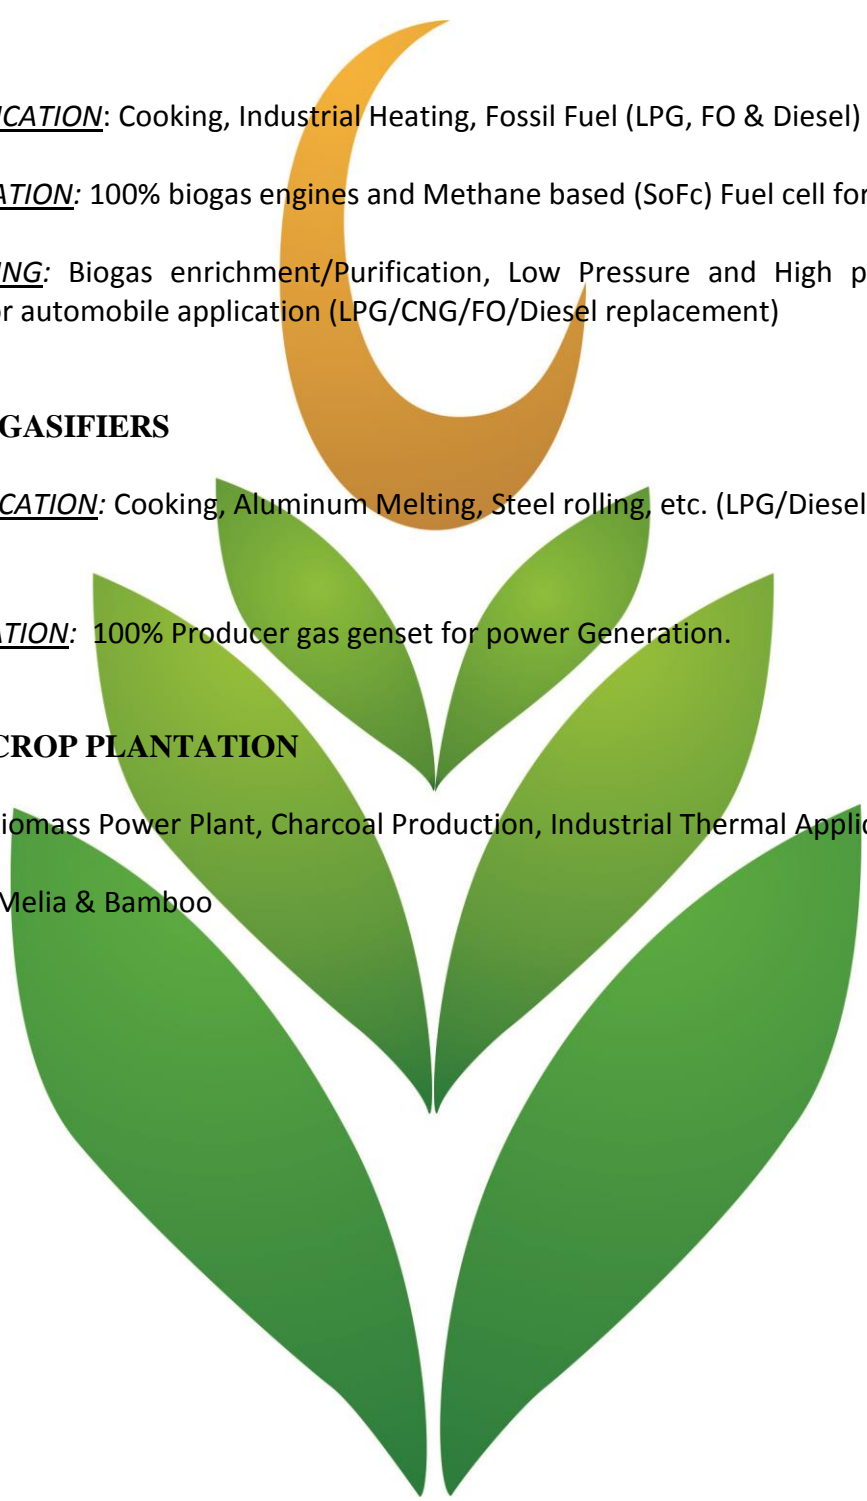 ICATION: Cooking, Industrial Heating, Fossil Fuel (LPG, FO & Diesel)
ATION: 100% biogas engines and Methane based (SoFc) Fuel cell for
ING: Biogas enrichment/Purification, Low Pressure and High p
or automobile application (LPG/CNG/FO/Diesel replacement)
GASIFIERS
ICATION: Cooking, Aluminum Melting, Steel rolling, etc. (LPG/Diesel
ATION: 100% Producer gas genset for power Generation.
CROP PLANTATION
iomass Power Plant, Charcoal Production, Industrial Thermal Applic
Melia & Bamboo